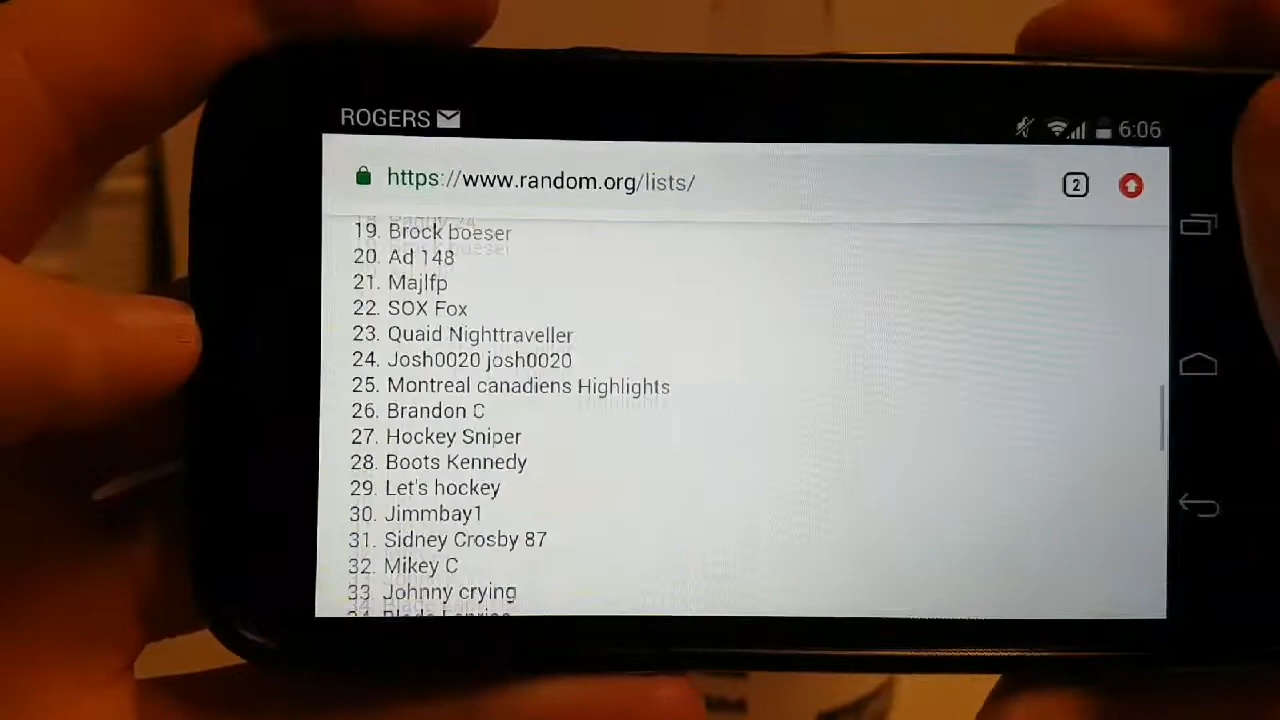 ROGERS
6:06
https://www.random.org/lists/
2
19. Brock boeser
20. Ad 148
21. Majlfp
22. SOX Fox
23. Quaid Nighttraveller
24. Josh0020 josh0020
25. Montreal canadiens Highlights
26. Brandon C
27. Hockey Sniper
28. Boots Kennedy
29. Let's hockey
30. Jimmbay1
31. Sidney Crosby 87
32. Mikey C
33. Johnny crying
34.